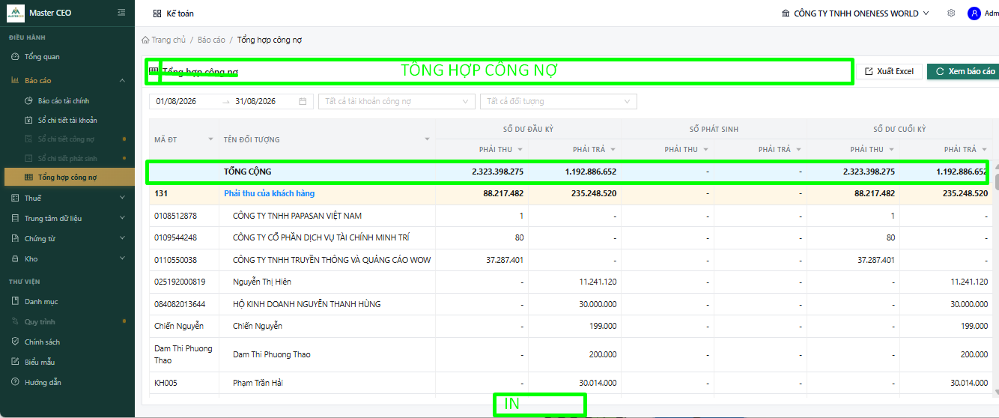 Master CEO
Kế toán
CÔNG TY TNHH ONENESS WORLD
Adm
ĐIỀU HÀNH
Trang chủ / Báo cáo / Tổng hợp công nợ
Tổng quan
Tổng hợp công nợ
TỔNG HỢP CÔNG NỢ
Xuất Excel
Xem báo cáo
Báo cáo
Báo cáo tài chính
Sổ chi tiết tài khoản
Sổ chi tiết công nợ
Sổ chi tiết phát sinh
Tổng hợp công nợ
Thuế
Trung tâm dữ liệu
Chứng từ
Kho
THƯ VIỆN
Danh mục
Quy trình
Chính sách
Biểu mẫu
Hướng dẫn
01/08/2026 → 31/08/2026
Tất cả tài khoản công nợ
Tất cả đối tượng
MÃ ĐT TÊN ĐỐI TƯỢNG SỐ DƯ ĐẦU KỲ SỐ PHÁT SINH SỐ DƯ CUỐI KỲ
PHẢI THU PHẢI TRẢ PHẢI THU PHẢI TRẢ PHẢI THU PHẢI TRẢ
TỔNG CỘNG 2.323.398.275 1.192.886.652 - - 2.323.398.275 1.192.886.652
131 Phải thu của khách hàng 88.217.482 235.248.520 - - 88.217.482 235.248.520
0108512878 CÔNG TY TNHH PAPASAN VIỆT NAM 1 - - - 1 -
0109544248 CÔNG TY CỔ PHẦN DỊCH VỤ TÀI CHÍNH MINH TRÍ 80 - - - 80 -
0110550038 CÔNG TY TNHH TRUYỀN THÔNG VÀ QUẢNG CÁO WOW 37.287.401 - - - 37.287.401 -
025192000819 Nguyễn Thị Hiên - 11.241.120 - - - 11.241.120
084082013644 HỘ KINH DOANH NGUYỄN THANH HÙNG - 30.000.000 - - - 30.000.000
Chiến Nguyễn Chiến Nguyễn - 199.000 - - - 199.000
Dam Thi Phuong Thao Dam Thi Phuong Thao - 200.000 - - - 200.000
KH005 Phạm Trần Hải - 30.014.000 - - - 30.014.000
IN